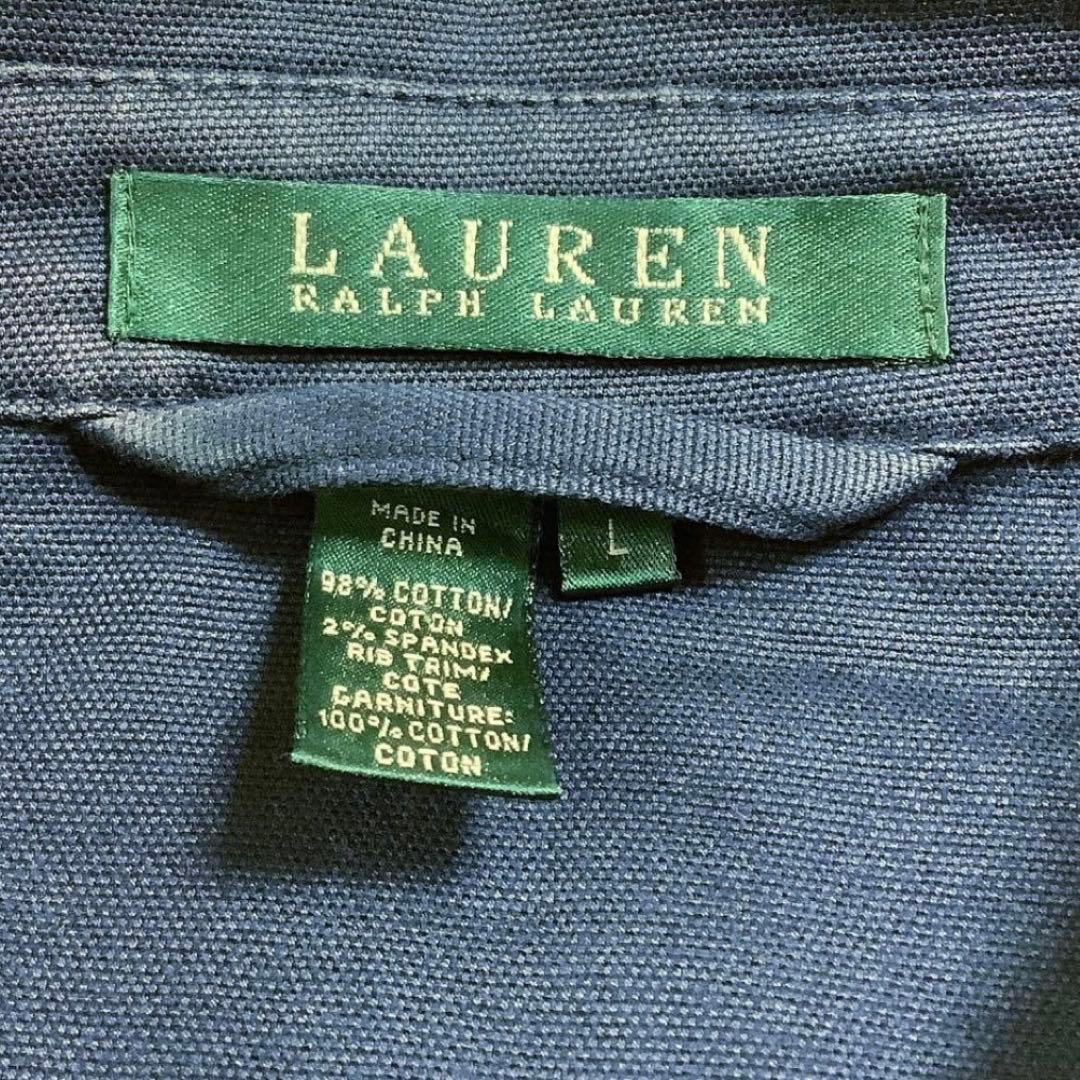 LAUREN
RALPH LAUREN
MADE IN
CHINA
98% COTTON/
COTON
2% SPANDEX
RIB TRIM/
COTE
GARNITURE:
100% COTTON/
COTON
L